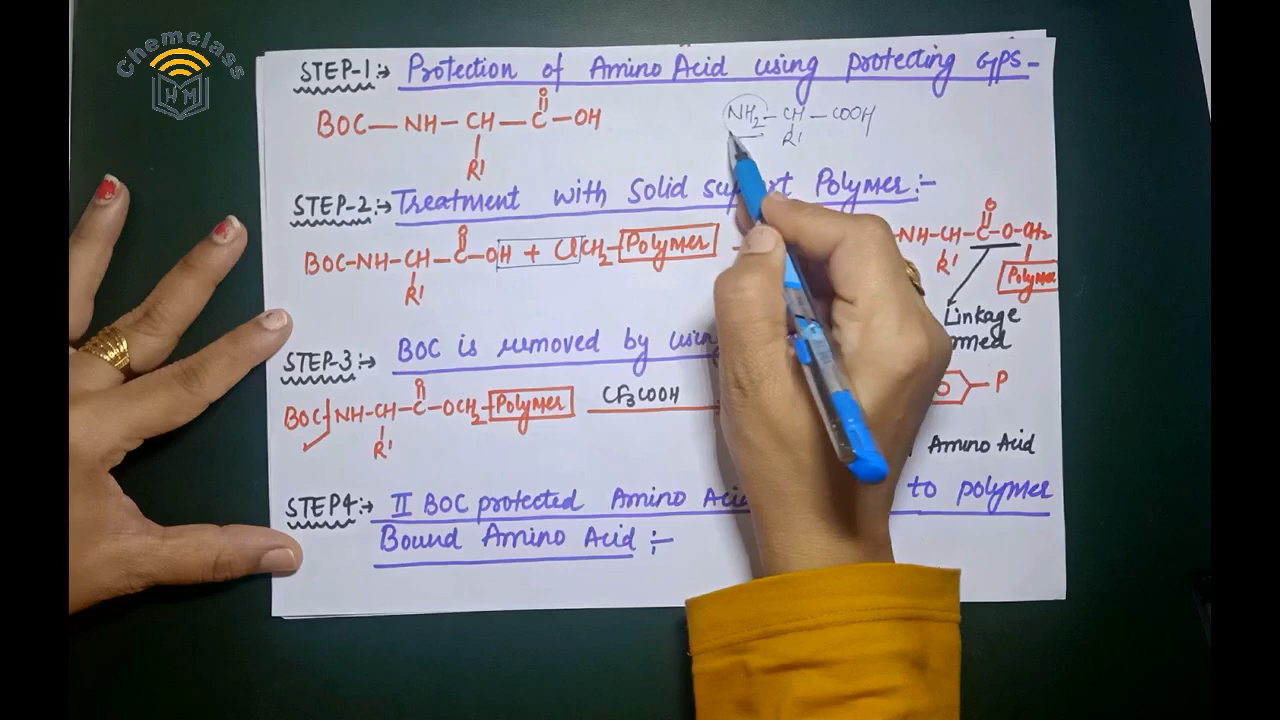 Chemclass
HM
STEP-1:→ Protection of Amino Acid using protecting GPS-
BOC—NH—CH—C—OH
O
R'
NH2—CH—COOH
R'
STEP-2:→ Treatment with Solid support Polymer:-
BOC-NH-CH-C-OH + ClCH2-Polymer
O
R'
NH-CH-C-O-CH2
O
R'
Polymer
Linkage
STEP-3:→ BOC is removed by
BOC NH-CH-C-OCH2-Polymer
O
R'
CF3COOH
P
Amino Acid
STEP4:→ II BOC protected Amino to polymer
Bound Amino Acid :-